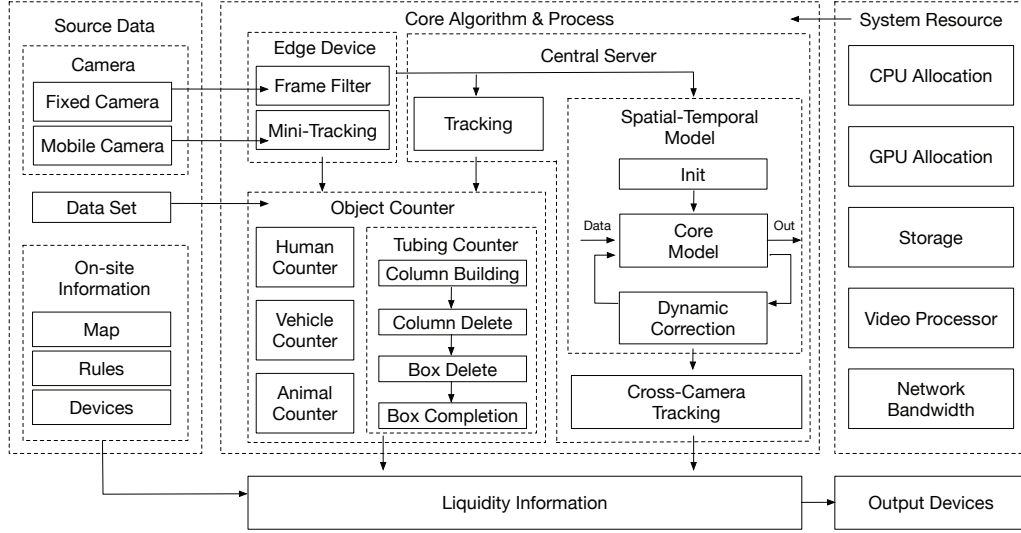 Source Data
Camera
Fixed Camera
Mobile Camera
Data Set
On-site
Information
Map
Rules
Devices
Core Algorithm & Process
Edge Device
Frame Filter
Mini-Tracking
Central Server
Tracking
Object Counter
Human
Counter
Vehicle
Counter
Animal
Counter
Tubing Counter
Column Building
Column Delete
Box Delete
Box Completion
Spatial-Temporal
Model
Init
Data
Core
Model
Out
Dynamic
Correction
Cross-Camera
Tracking
System Resource
CPU Allocation
GPU Allocation
Storage
Video Processor
Network
Bandwidth
Liquidity Information
Output Devices